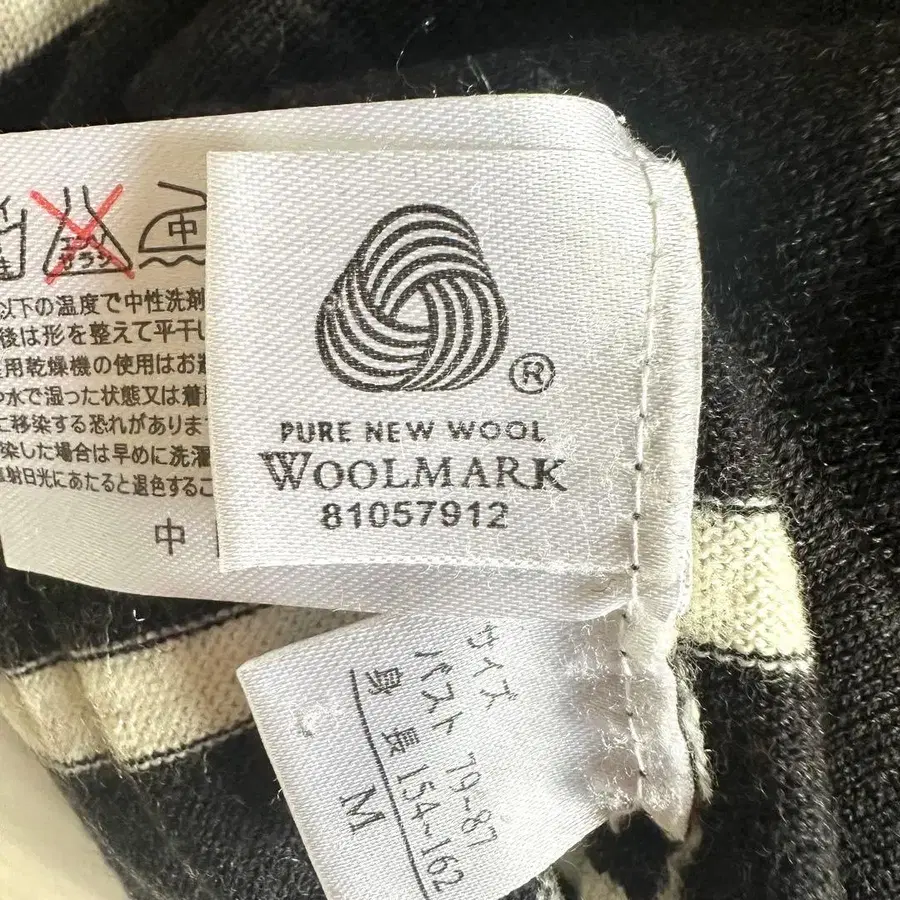 中
以下の温度で中性洗剤
後は形を整えて平干し
用乾燥機の使用はお
水で湿った状態又は着
に移染する恐れがありま
染した場合は早めに洗濯
射日光にあたると退色するこ
中
®
PURE NEW WOOL
WOOLMARK
81057912
サイズ
バスト 79-87
身長 154-162
M